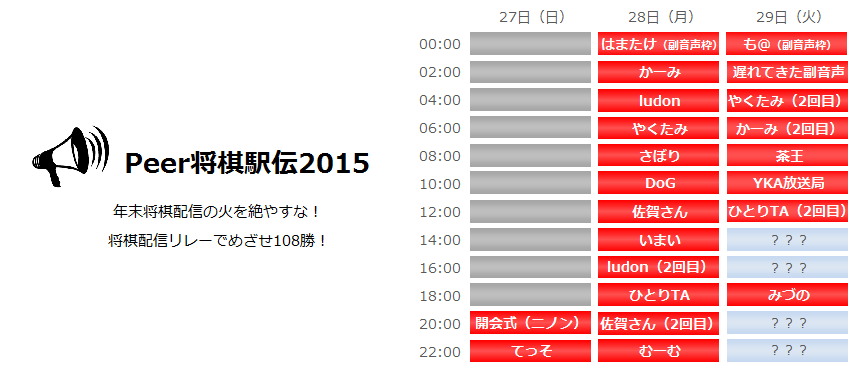 Peer将棋駅伝2015
年末将棋配信の火を絶やすな！
将棋配信リレーでめざせ108勝！
27日（日） 28日（月） 29日（火）
00:00 はまたけ（副音声枠） も@（副音声枠）
02:00 かーみ 遅れてきた副音声
04:00 ludon やくたみ（2回目）
06:00 やくたみ かーみ（2回目）
08:00 さぼり 茶王
10:00 DoG YKA放送局
12:00 佐賀さん ひとりTA（2回目）
14:00 いまい ？？？
16:00 ludon（2回目） ？？？
18:00 ひとりTA みづの
20:00 開会式（ニノン） 佐賀さん（2回目） ？？？
22:00 てっそ むーむ ？？？